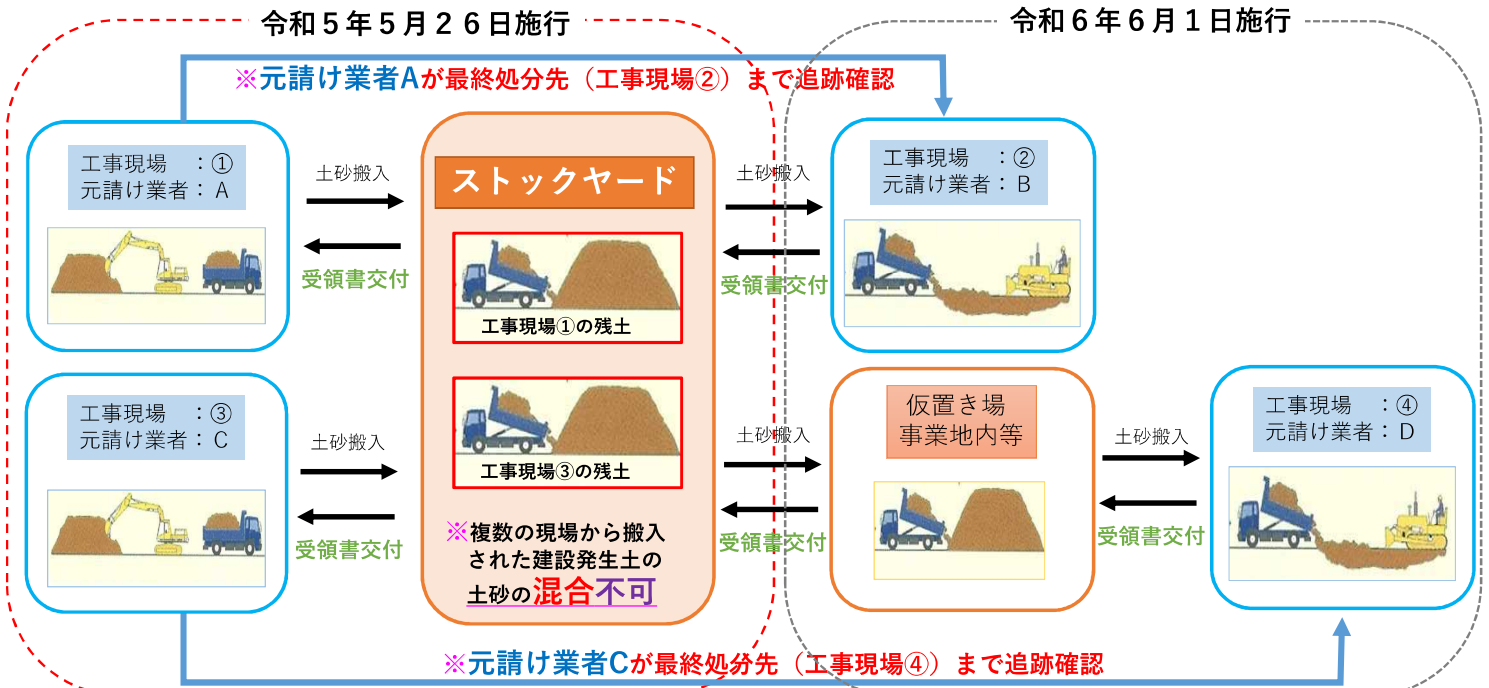 令和５年５月２６日施行
令和６年６月１日施行
※元請け業者Aが最終処分先（工事現場②）まで追跡確認
工事現場　：①
元請け業者：Ａ
土砂搬入
受領書交付
ストックヤード
工事現場①の残土
土砂搬入
受領書交付
工事現場　：②
元請け業者：Ｂ
工事現場　：③
元請け業者：Ｃ
土砂搬入
受領書交付
工事現場③の残土
※複数の現場から搬入
された建設発生土の
土砂の混合不可
土砂搬入
受領書交付
仮置き場
事業地内等
土砂搬入
受領書交付
工事現場　：④
元請け業者：Ｄ
※元請け業者Cが最終処分先（工事現場④）まで追跡確認